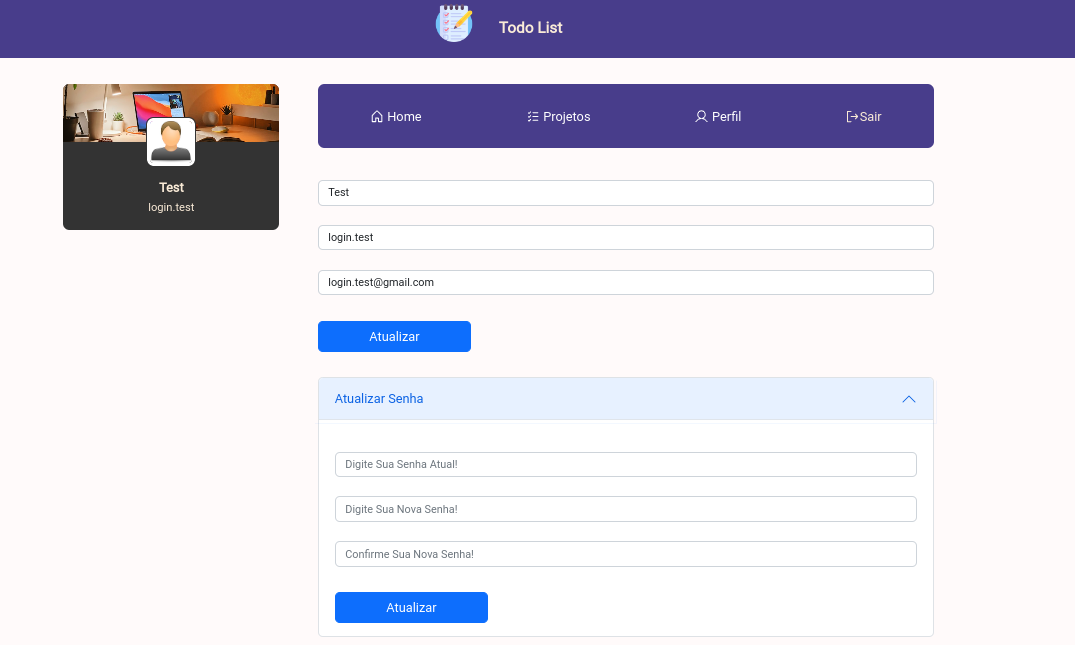 Todo List
Test
login.test
Home Projetos Perfil Sair
Test
login.test
login.test@gmail.com
Atualizar
Atualizar Senha
Digite Sua Senha Atual!
Digite Sua Nova Senha!
Confirme Sua Nova Senha!
Atualizar